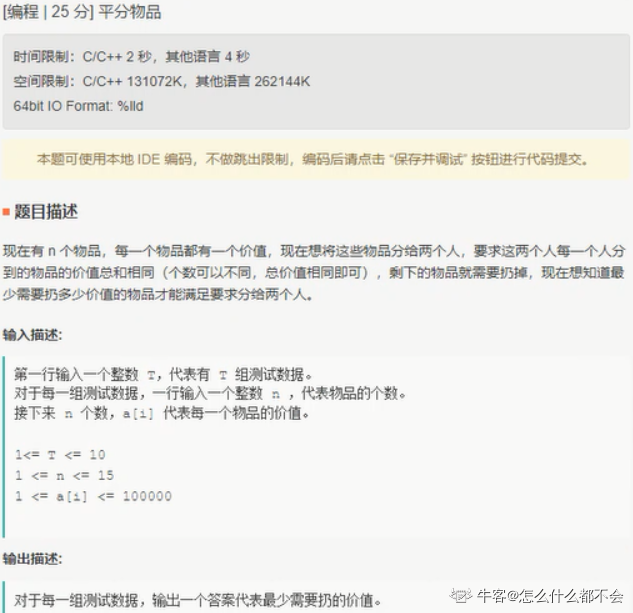 [编程 | 25 分] 平分物品
时间限制：C/C++ 2 秒，其他语言 4 秒
空间限制：C/C++ 131072K，其他语言 262144K
64bit IO Format: %lld
本题可使用本地 IDE 编码，不做跳出限制，编码后请点击 “保存并调试” 按钮进行代码提交。
题目描述
现在有 n 个物品，每一个物品都有一个价值，现在想将这些物品分给两个人，要求这两个人每一个人分
到的物品的价值总和相同（个数可以不同，总价值相同即可），剩下的物品就需要扔掉，现在想知道最
少需要扔多少价值的物品才能满足要求分给两个人。
输入描述:
第一行输入一个整数 T，代表有 T 组测试数据。
对于每一组测试数据，一行输入一个整数 n ，代表物品的个数。
接下来 n 个数，a[i] 代表每一个物品的价值。
1<= T <= 10
1 <= n <= 15
1 <= a[i] <= 100000
输出描述:
对于每一组测试数据，输出一个答案代表最少需要扔的价值。
牛客@怎么什么都不会